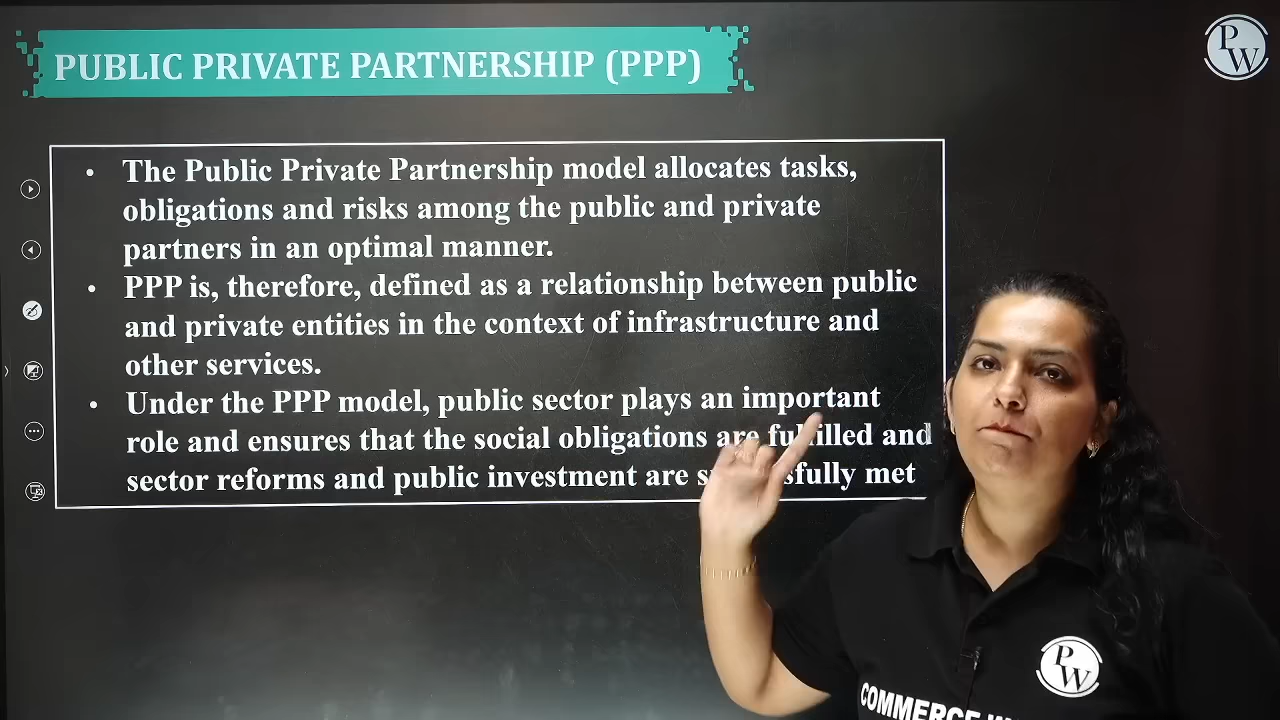 PUBLIC PRIVATE PARTNERSHIP (PPP)
PW
• The Public Private Partnership model allocates tasks,
obligations and risks among the public and private
partners in an optimal manner.
• PPP is, therefore, defined as a relationship between public
and private entities in the context of infrastructure and
other services.
• Under the PPP model, public sector plays an important
role and ensures that the social obligations are fulfilled and
sector reforms and public investment are successfully met
PW
COMMERCE